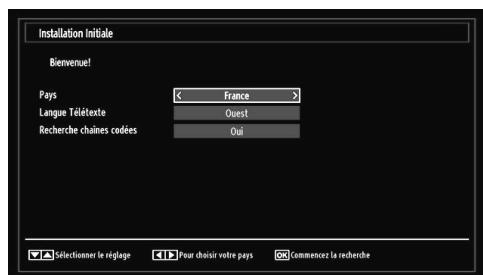 Installation Initiale
Bienvenue!
Pays < France >
Langue Télétexte Ouest
Recherche chaines codées Oui
▼▲ Sélectionner le réglage ◀▶ Pour choisir votre pays OK Commencez la recherche